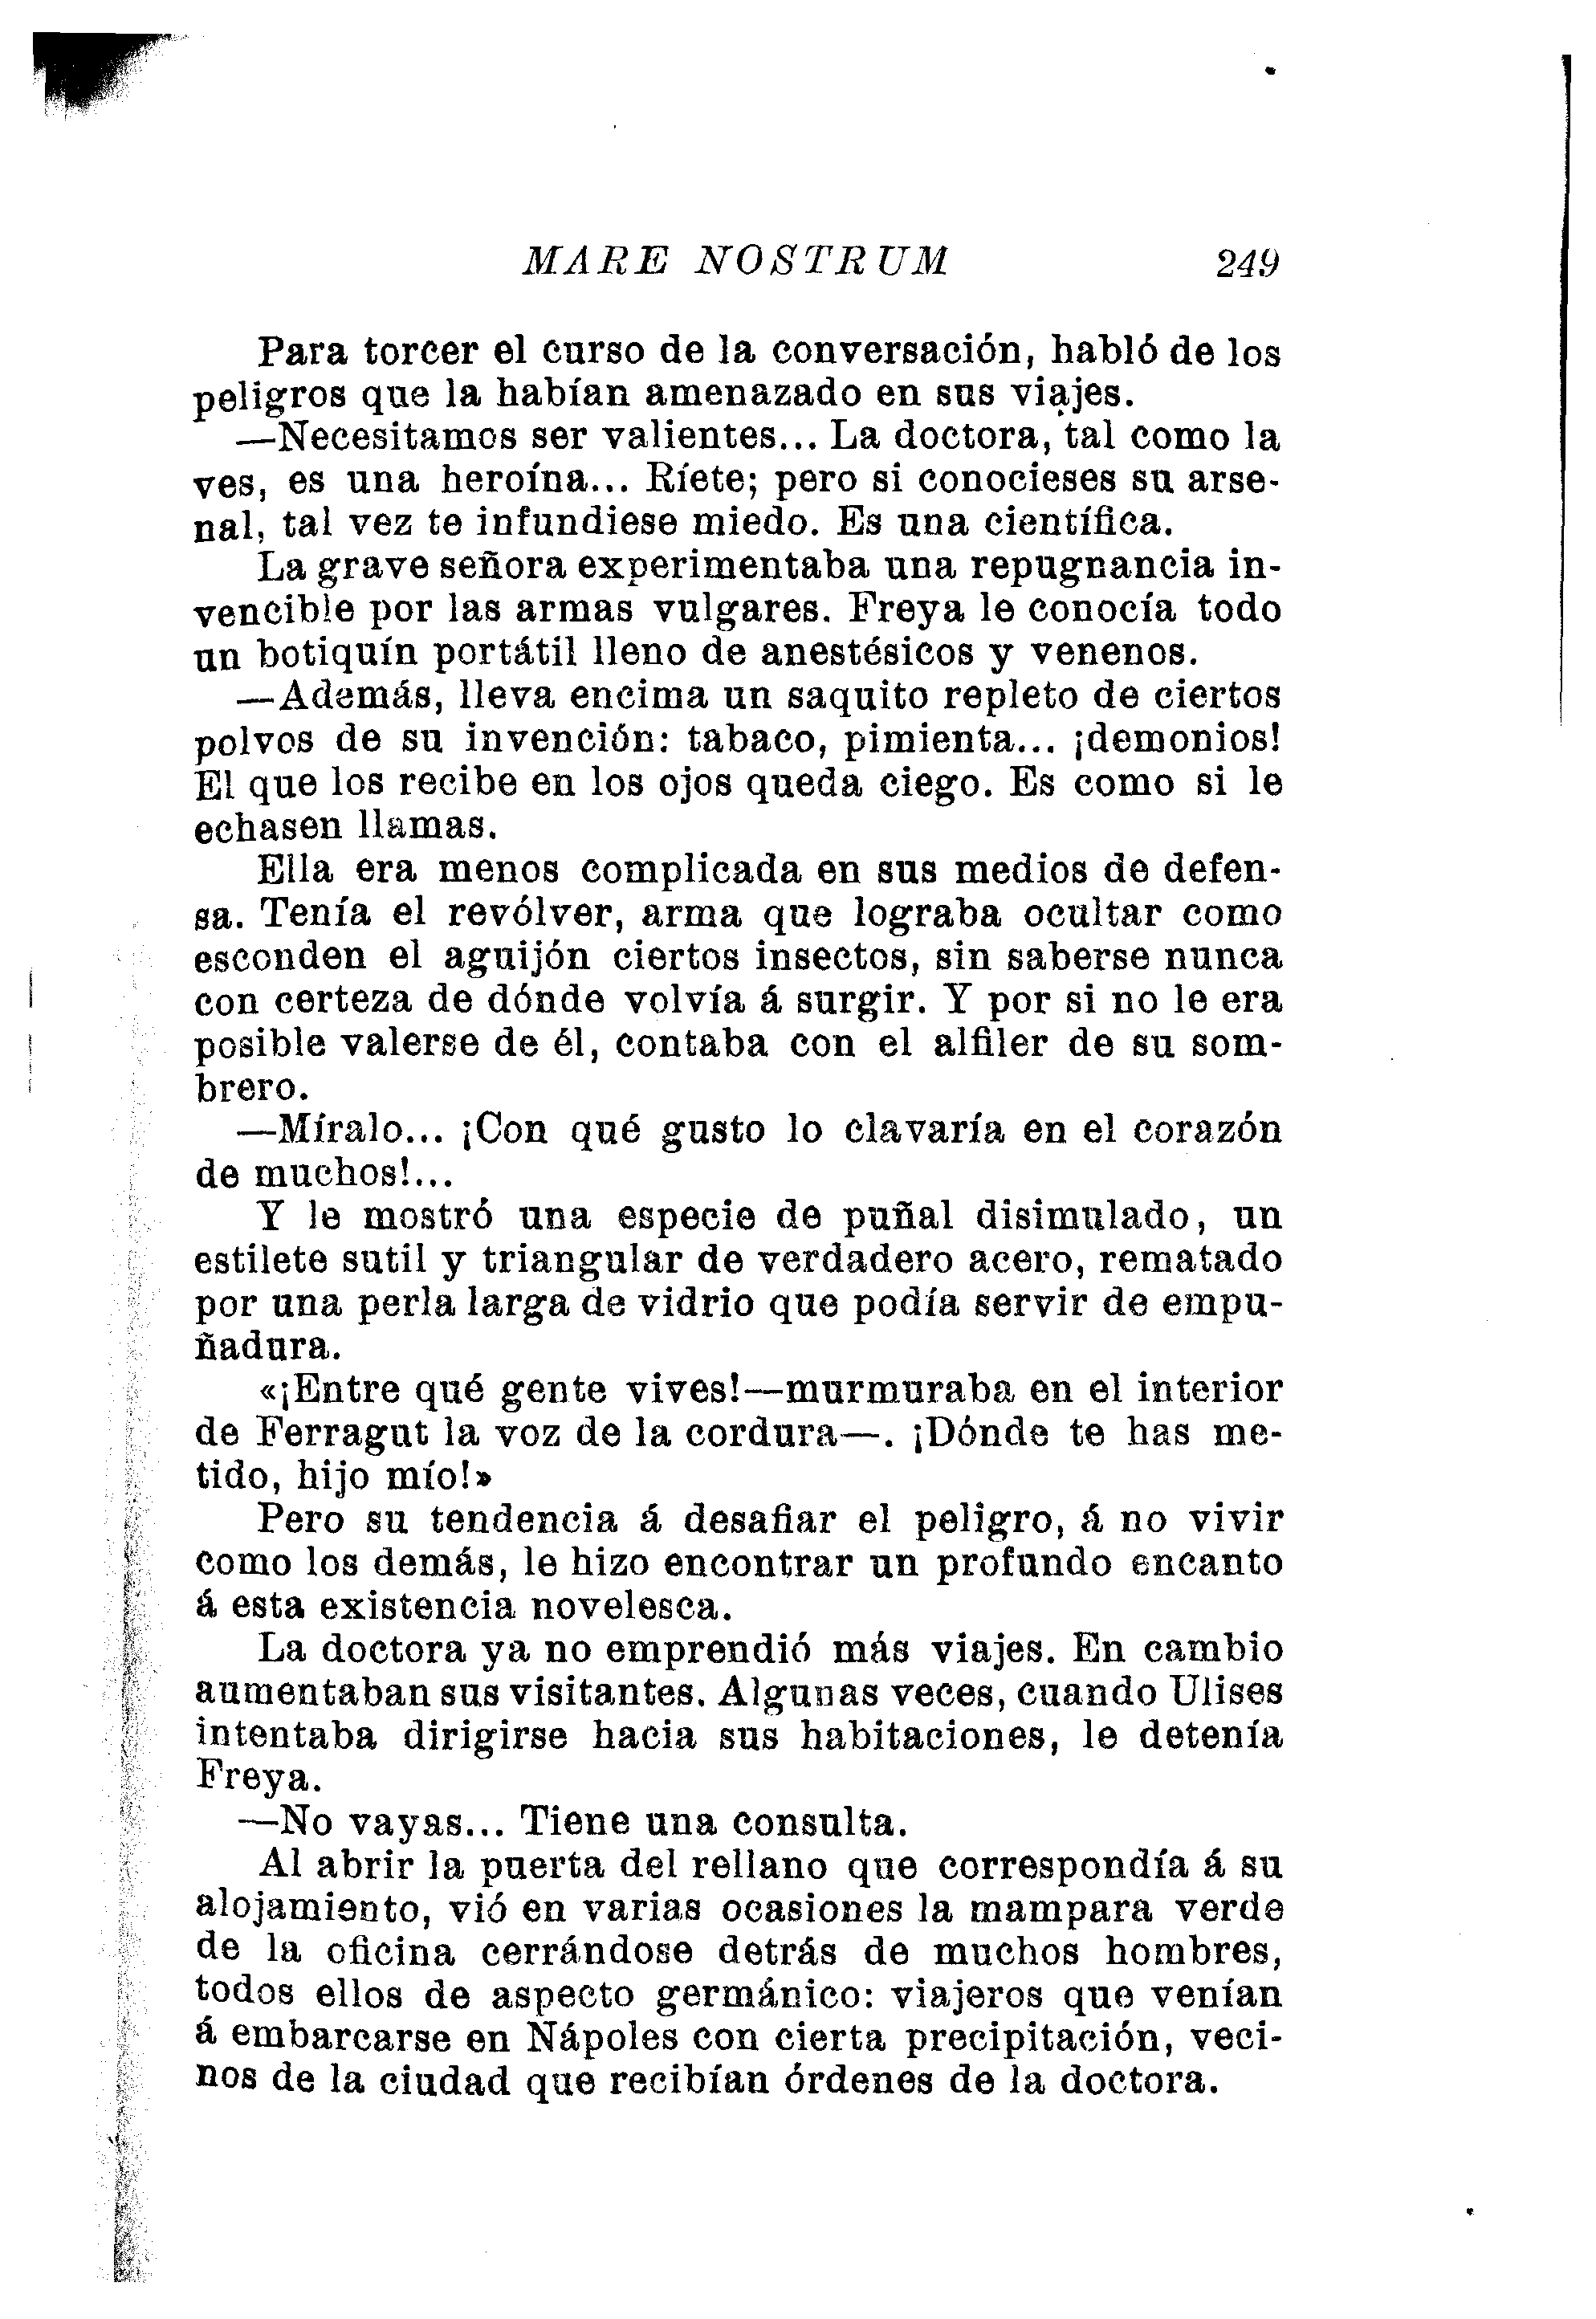 MARE NOSTRUM 249
Para torcer el curso de la conversación, habló de los
peligros que la habían amenazado en sus viajes.
—Necesitamos ser valientes... La doctora, tal como la
ves, es una heroína... Ríete; pero si conocieses su arse-
nal, tal vez te infundiese miedo. Es una científica.
La grave señora experimentaba una repugnancia in-
vencible por las armas vulgares. Freya le conocía todo
un botiquín portátil lleno de anestésicos y venenos.
—Además, lleva encima un saquito repleto de ciertos
polvos de su invención: tabaco, pimienta... ¡demonios!
El que los recibe en los ojos queda ciego. Es como si le
echasen llamas.
Ella era menos complicada en sus medios de defen-
sa. Tenía el revólver, arma que lograba ocultar como
esconden el aguijón ciertos insectos, sin saberse nunca
con certeza de dónde volvía á surgir. Y por si no le era
posible valerse de él, contaba con el alfiler de su som-
brero.
—Míralo... ¡Con qué gusto lo clavaría en el corazón
de muchos!...
Y le mostró una especie de puñal disimulado, un
estilete sutil y triangular de verdadero acero, rematado
por una perla larga de vidrio que podía servir de empu-
ñadura.
«¡Entre qué gente vives!—murmuraba en el interior
de Ferragut la voz de la cordura—. ¡Dónde te has me-
tido, hijo mío!»
Pero su tendencia á desafiar el peligro, á no vivir
como los demás, le hizo encontrar un profundo encanto
á esta existencia novelesca.
La doctora ya no emprendió más viajes. En cambio
aumentaban sus visitantes. Algunas veces, cuando Ulises
intentaba dirigirse hacia sus habitaciones, le detenía
Freya.
—No vayas... Tiene una consulta.
Al abrir la puerta del rellano que correspondía á su
alojamiento, vió en varias ocasiones la mampara verde
de la oficina cerrándose detrás de muchos hombres,
todos ellos de aspecto germánico: viajeros que venían
á embarcarse en Nápoles con cierta precipitación, veci-
nos de la ciudad que recibían órdenes de la doctora.